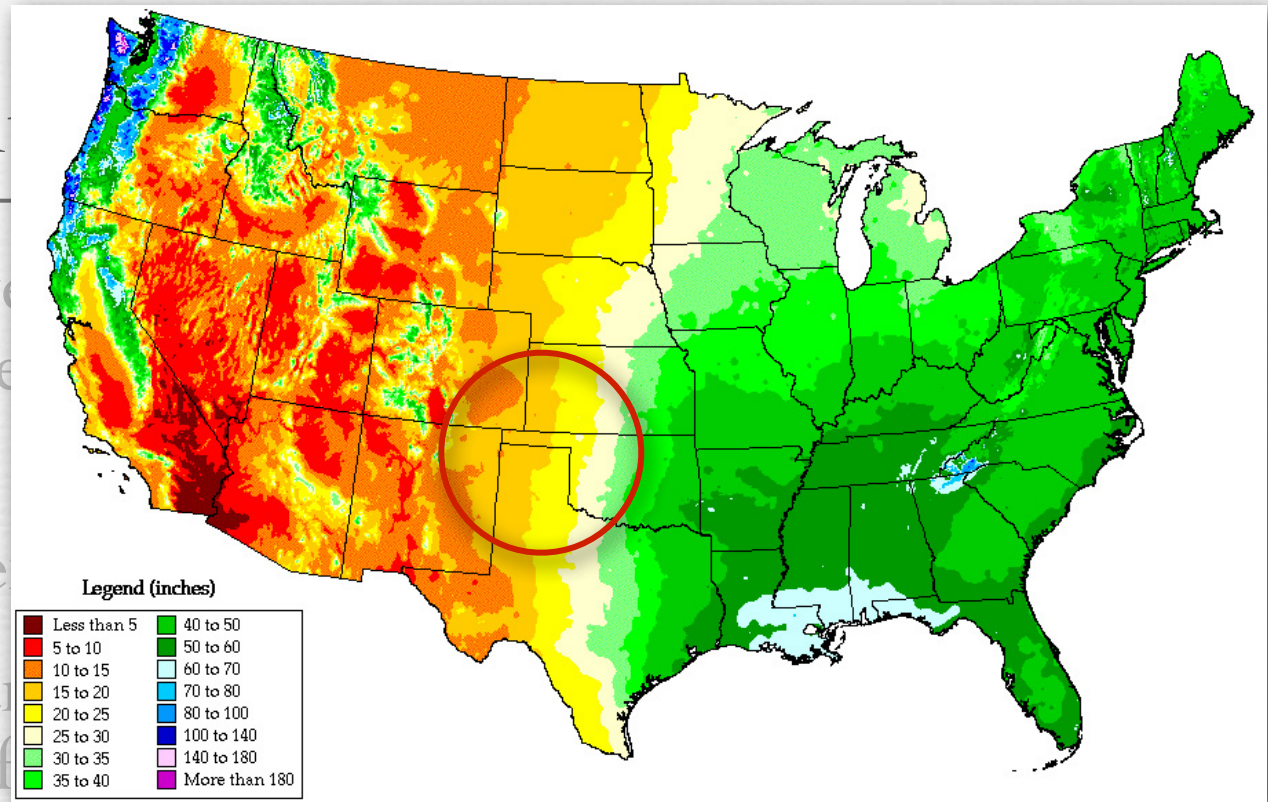 Legend (inches)
Less than 5
5 to 10
10 to 15
15 to 20
20 to 25
25 to 30
30 to 35
35 to 40
40 to 50
50 to 60
60 to 70
70 to 80
80 to 100
100 to 140
140 to 180
More than 180